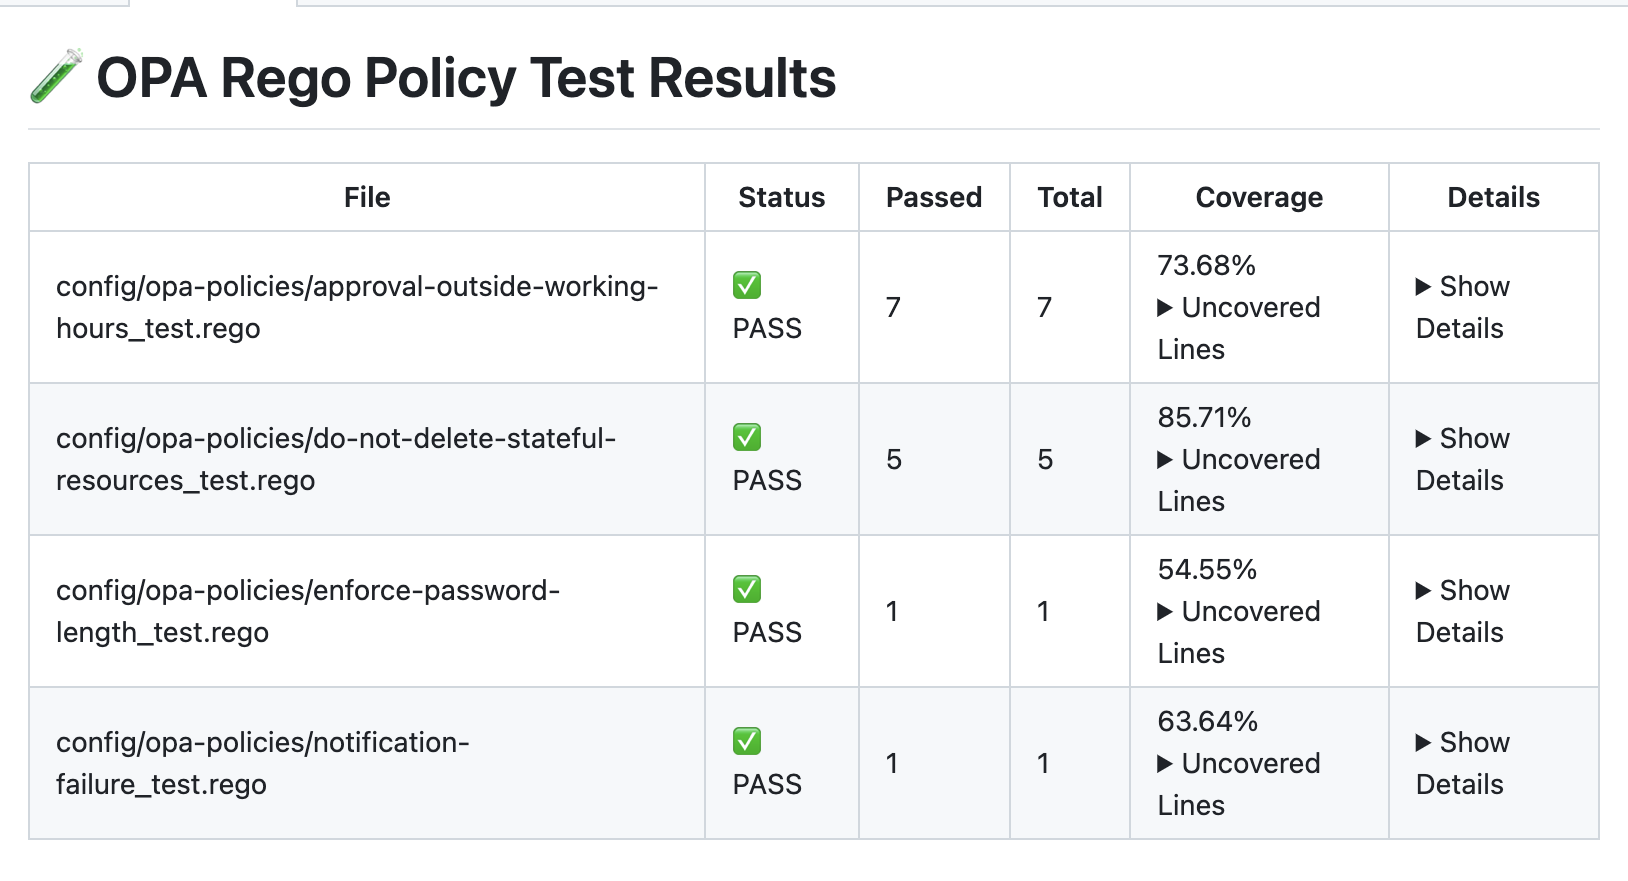 🧪 OPA Rego Policy Test Results
File Status Passed Total Coverage Details
config/opa-policies/approval-outside-working-
hours_test.rego
✅
PASS
7
7
73.68%
▶ Uncovered
Lines
▶ Show
Details
config/opa-policies/do-not-delete-stateful-
resources_test.rego
✅
PASS
5
5
85.71%
▶ Uncovered
Lines
▶ Show
Details
config/opa-policies/enforce-password-
length_test.rego
✅
PASS
1
1
54.55%
▶ Uncovered
Lines
▶ Show
Details
config/opa-policies/notification-
failure_test.rego
✅
PASS
1
1
63.64%
▶ Uncovered
Lines
▶ Show
Details